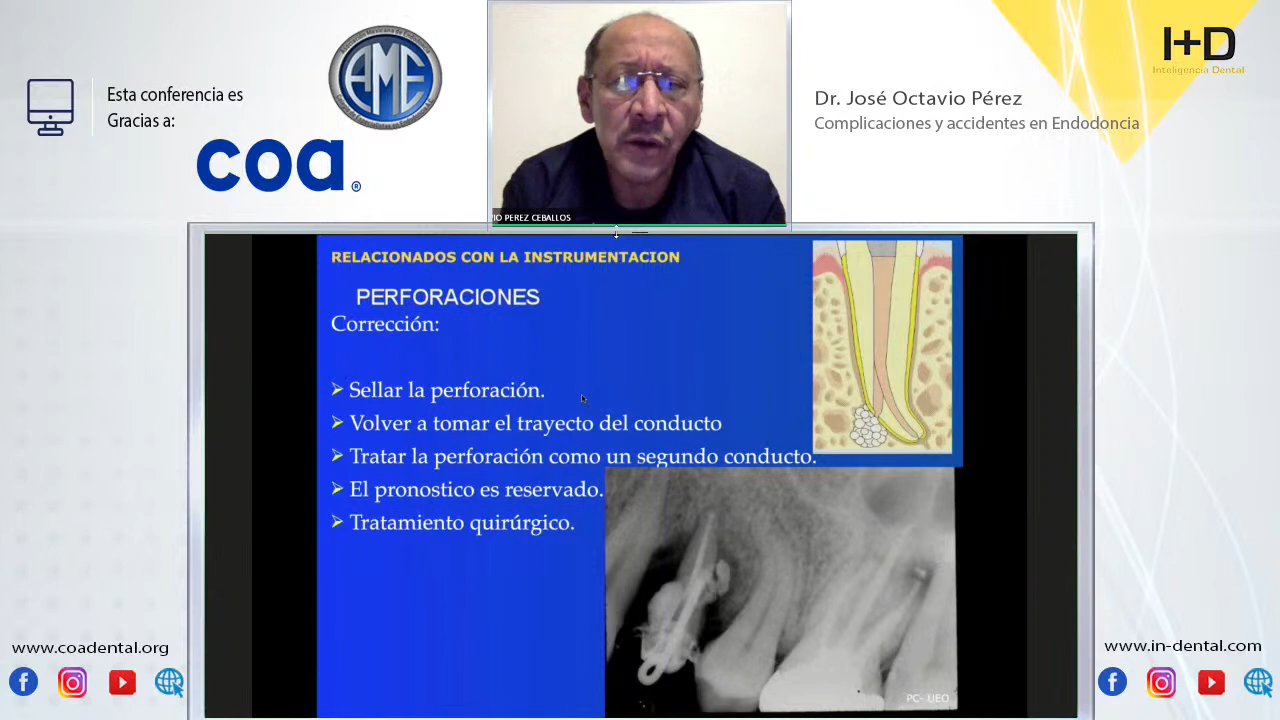 Esta conferencia es
Gracias a:
coa®
AME
I+D
Inteligencia Dental
Dr. José Octavio Pérez
Complicaciones y accidentes en Endodoncia
IO PEREZ CEBALLOS
RELACIONADOS CON LA INSTRUMENTACION
PERFORACIONES
Corrección:
Sellar la perforación.
Volver a tomar el trayecto del conducto
Tratar la perforación como un segundo conducto.
El pronostico es reservado.
Tratamiento quirúrgico.
PC- UEO
www.coadental.org
www.in-dental.com